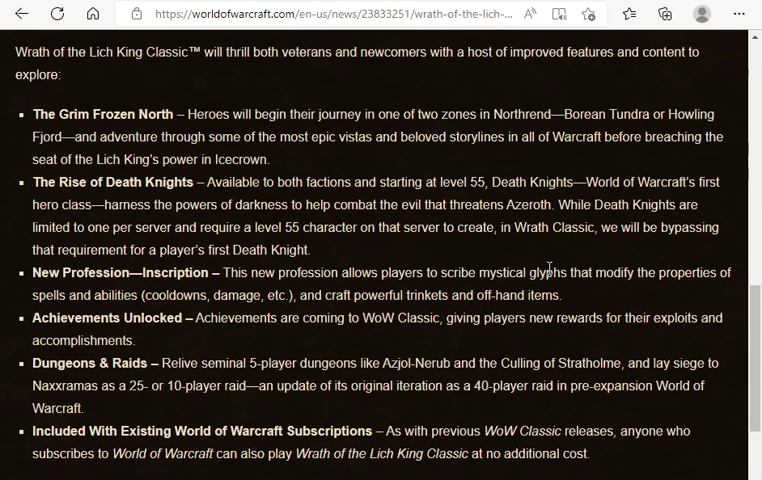 https://worldofwarcraft.com/en-us/news/23833251/wrath-of-the-lich-...
Wrath of the Lich King Classic™ will thrill both veterans and newcomers with a host of improved features and content to
explore:
▪ The Grim Frozen North – Heroes will begin their journey in one of two zones in Northrend—Borean Tundra or Howling
Fjord—and adventure through some of the most epic vistas and beloved storylines in all of Warcraft before breaching the
seat of the Lich King's power in Icecrown.
▪ The Rise of Death Knights – Available to both factions and starting at level 55, Death Knights—World of Warcraft's first
hero class—harness the powers of darkness to help combat the evil that threatens Azeroth. While Death Knights are
limited to one per server and require a level 55 character on that server to create, in Wrath Classic, we will be bypassing
that requirement for a player's first Death Knight.
▪ New Profession—Inscription – This new profession allows players to scribe mystical glyphs that modify the properties of
spells and abilities (cooldowns, damage, etc.), and craft powerful trinkets and off-hand items.
▪ Achievements Unlocked – Achievements are coming to WoW Classic, giving players new rewards for their exploits and
accomplishments.
▪ Dungeons & Raids – Relive seminal 5-player dungeons like Azjol-Nerub and the Culling of Stratholme, and lay siege to
Naxxramas as a 25- or 10-player raid—an update of its original iteration as a 40-player raid in pre-expansion World of
Warcraft.
▪ Included With Existing World of Warcraft Subscriptions – As with previous WoW Classic releases, anyone who
subscribes to World of Warcraft can also play Wrath of the Lich King Classic at no additional cost.